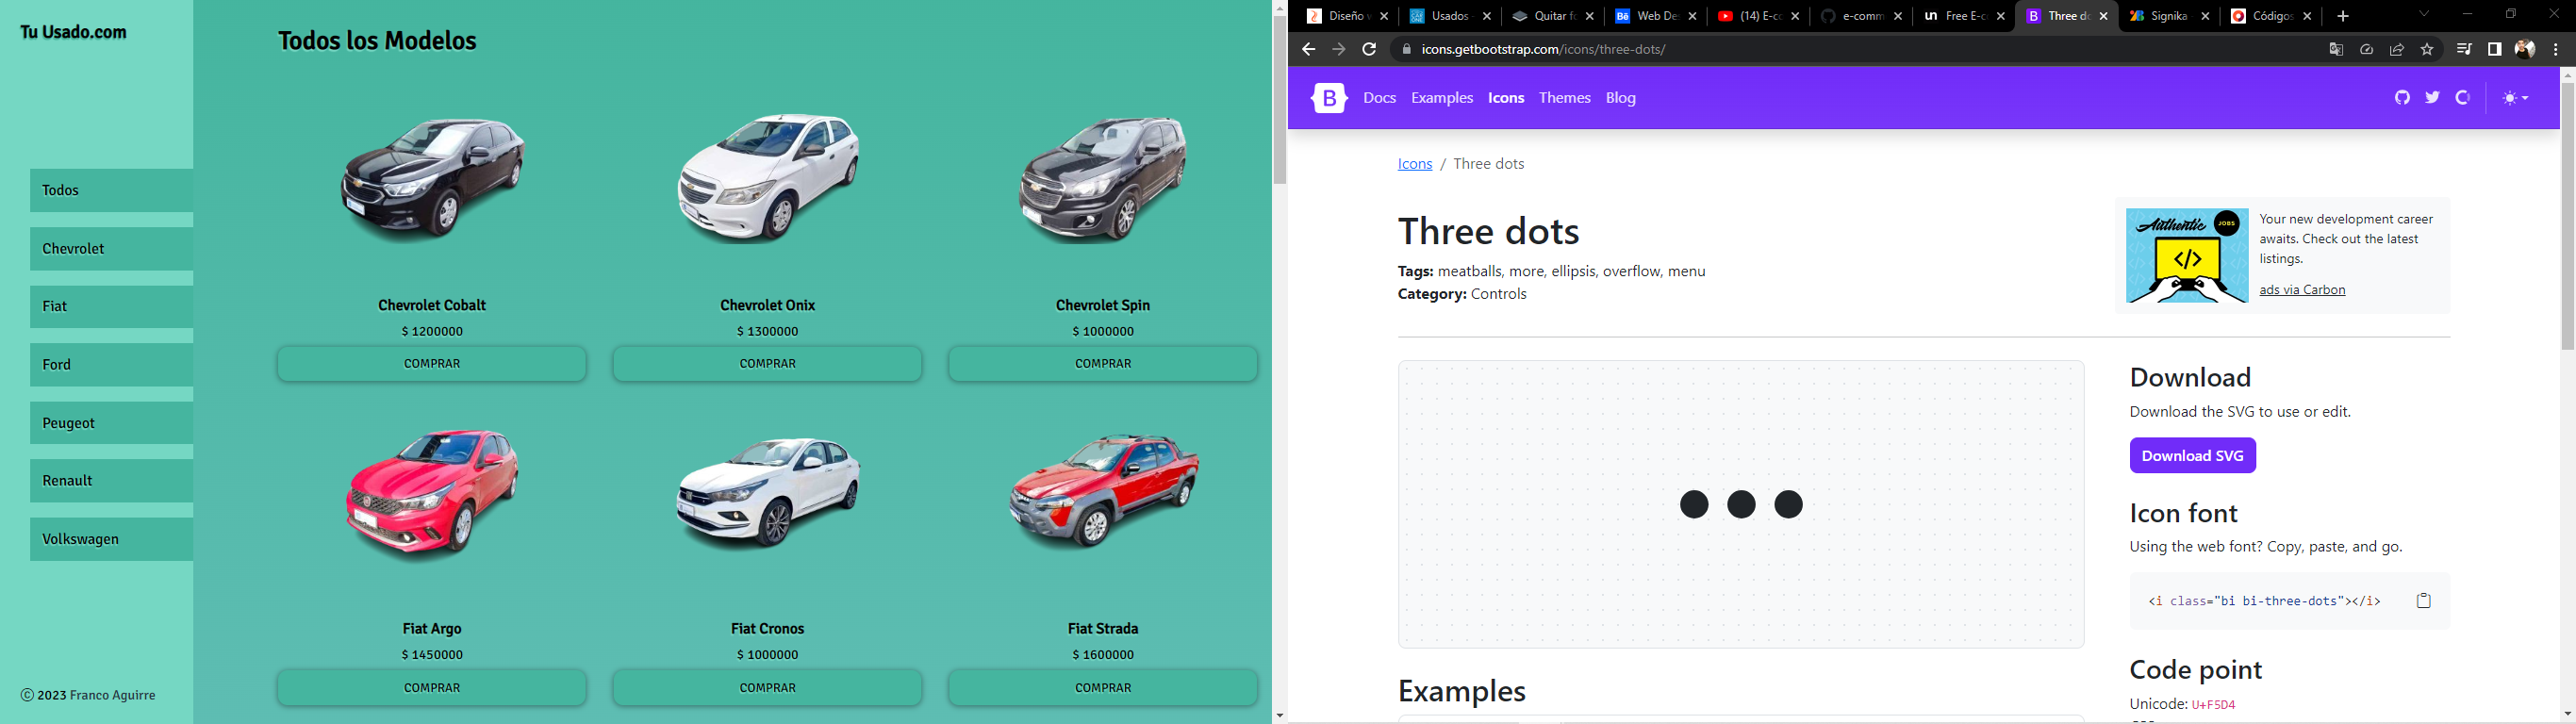 Tu Usado.com
Todos
Chevrolet
Fiat
Ford
Peugeot
Renault
Volkswagen
© 2023 Franco Aguirre
Todos los Modelos
Chevrolet Cobalt
$ 1200000
COMPRAR
Chevrolet Onix
$ 1300000
COMPRAR
Chevrolet Spin
$ 1000000
COMPRAR
Fiat Argo
$ 1450000
COMPRAR
Fiat Cronos
$ 1000000
COMPRAR
Fiat Strada
$ 1600000
COMPRAR
Diseño
Usados
Quitar fo
Web De
(14) E-co
e-comm
Free E-c
Three do
Signika
Códigos
icons.getbootstrap.com/icons/three-dots/
Docs Examples Icons Themes Blog
Icons / Three dots
Three dots
Tags: meatballs, more, ellipsis, overflow, menu
Category: Controls
Authentic
JOBS
</>
Your new development career
awaits. Check out the latest
listings.
ads via Carbon
Examples
Download
Download the SVG to use or edit.
Download SVG
Icon font
Using the web font? Copy, paste, and go.
<i class="bi bi-three-dots"></i>
Code point
Unicode: U+F5D4